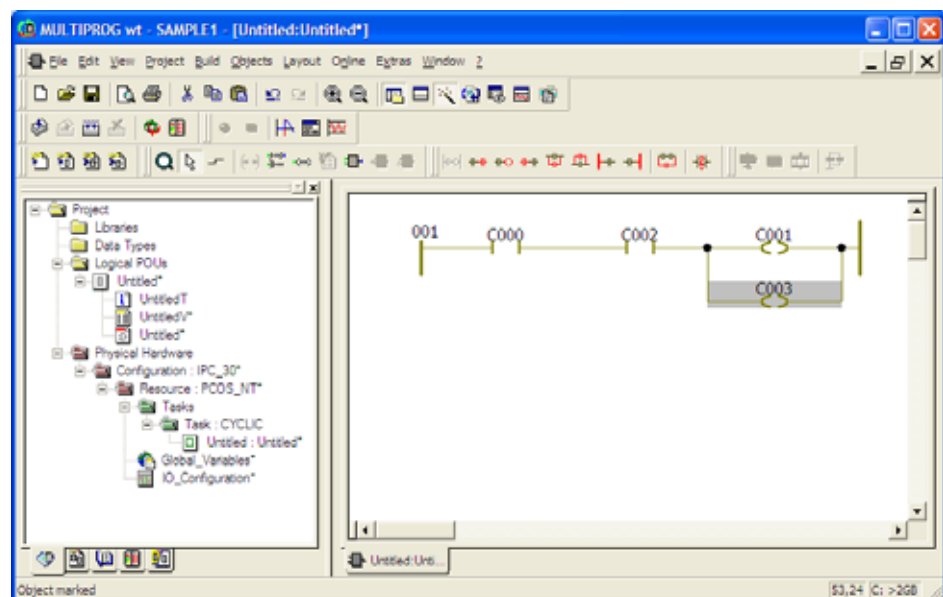 MULTIPROG wt - SAMPLE1 - [Untitled:Untitled*]
File Edit View Project Build Objects Layout Online Extras Window ?
Project
Libraries
Data Types
Logical POUs
Untitled*
UntitledT
UntitledV*
Untitled*
Physical Hardware
Configuration : IPC_30*
Resource : PCOS_NT*
Tasks
Task : CYCLIC
Untitled : Untitled*
Global_Variables*
IO_Configuration*
001 C000 C002 C001
C003
Untitled:Unti...
Object marked
53,24 C: >2GB